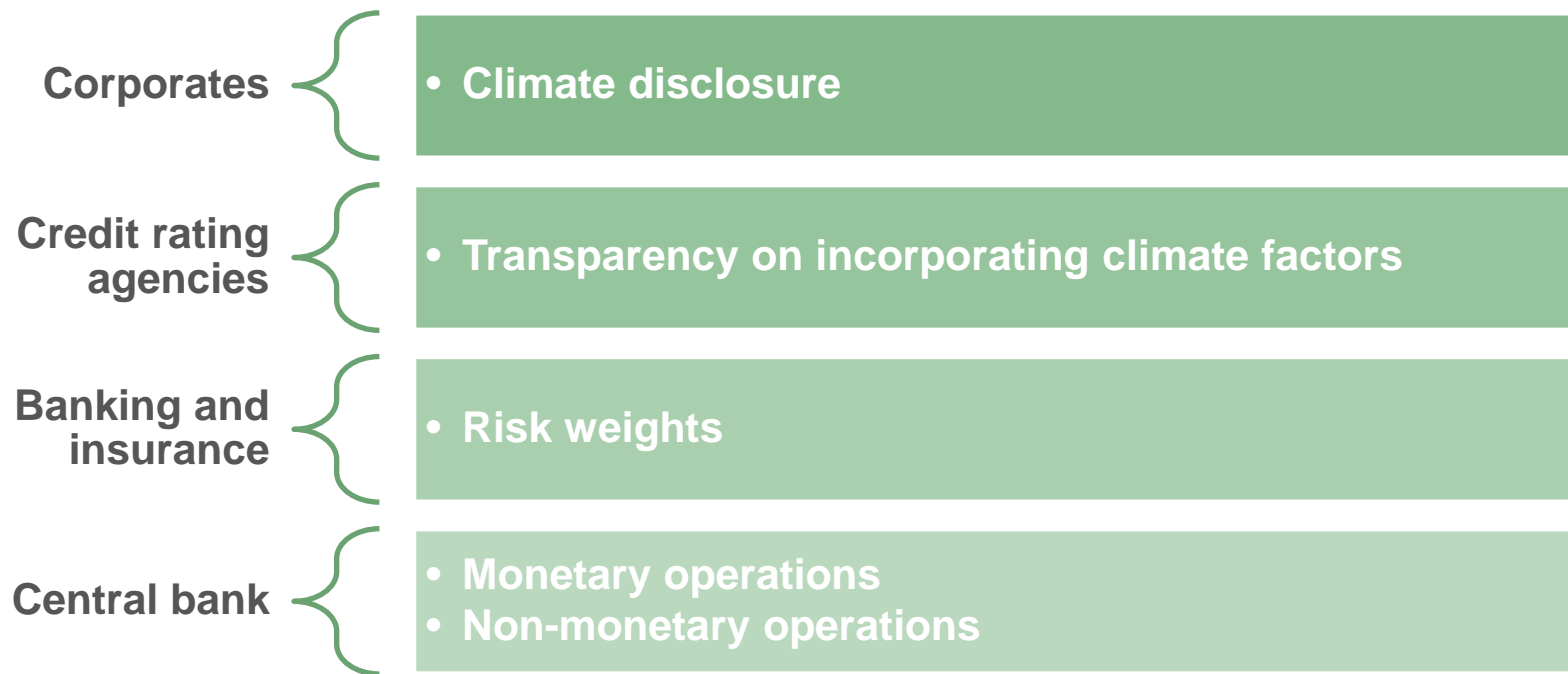 Corporates
• Climate disclosure
Credit rating
agencies
• Transparency on incorporating climate factors
Banking and
insurance
• Risk weights
Central bank
• Monetary operations
• Non-monetary operations